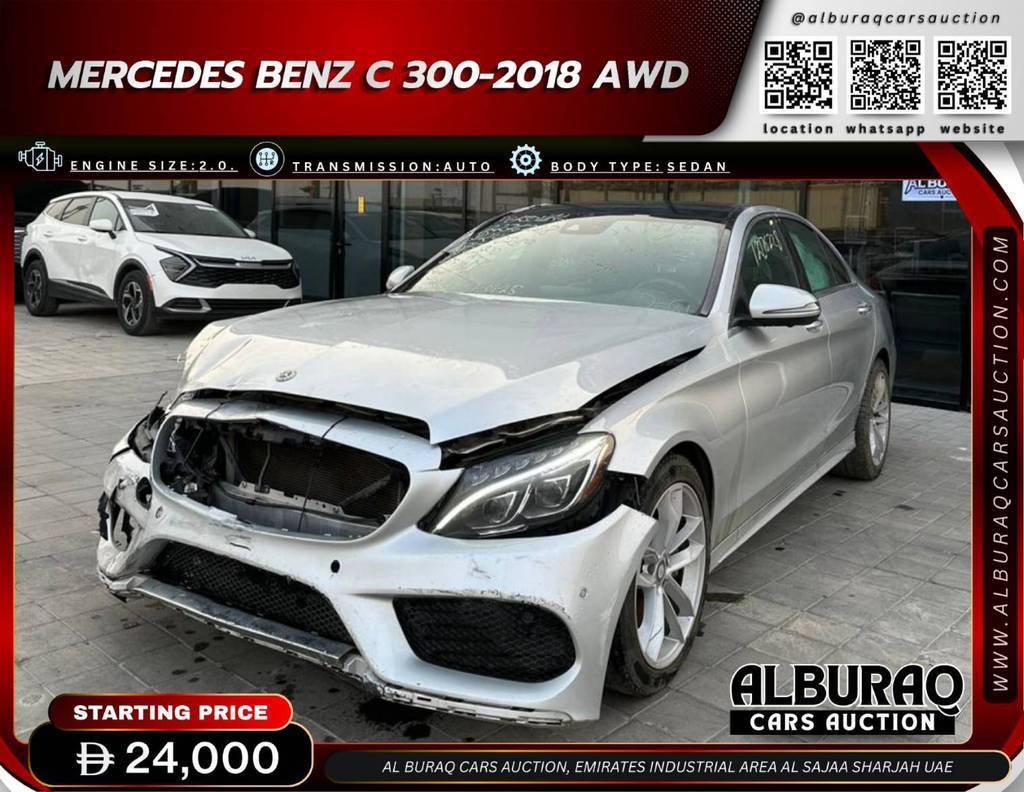 @alburaqcarsauction
MERCEDES BENZ C 300-2018 AWD
location whatsapp website
ENGINE SIZE:2.0.
TRANSMISSION:AUTO
BODY TYPE: SEDAN
ALBURAQ
CARS AUCTION
WWW.ALBURAQCARSAUCTION.COM
STARTING PRICE
24,000
AL BURAQ CARS AUCTION, EMIRATES INDUSTRIAL AREA AL SAJAA SHARJAH UAE